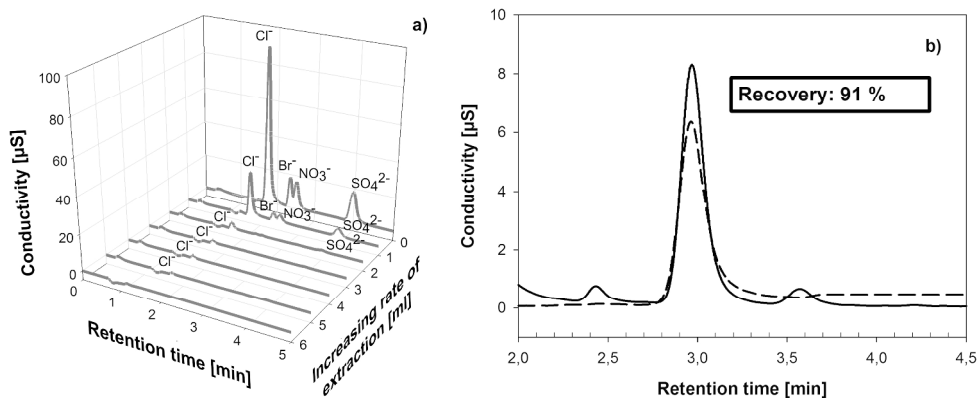 a)
Cl⁻
Br⁻
NO₃⁻
SO₄²⁻
Cl⁻
Br⁻
NO₃⁻
SO₄²⁻
Cl⁻
SO₄²⁻
Cl⁻
Cl⁻
Conductivity [µS]
100
80
60
40
20
0
0
1
2
3
4
5
Retention time [min]
0
1
2
3
4
5
6
Increasing rate of
extraction [ml]
b)
Recovery: 91 %
Conductivity [µS]
10
8
6
4
2
0
2,0
2,5
3,0
3,5
4,0
4,5
Retention time [min]